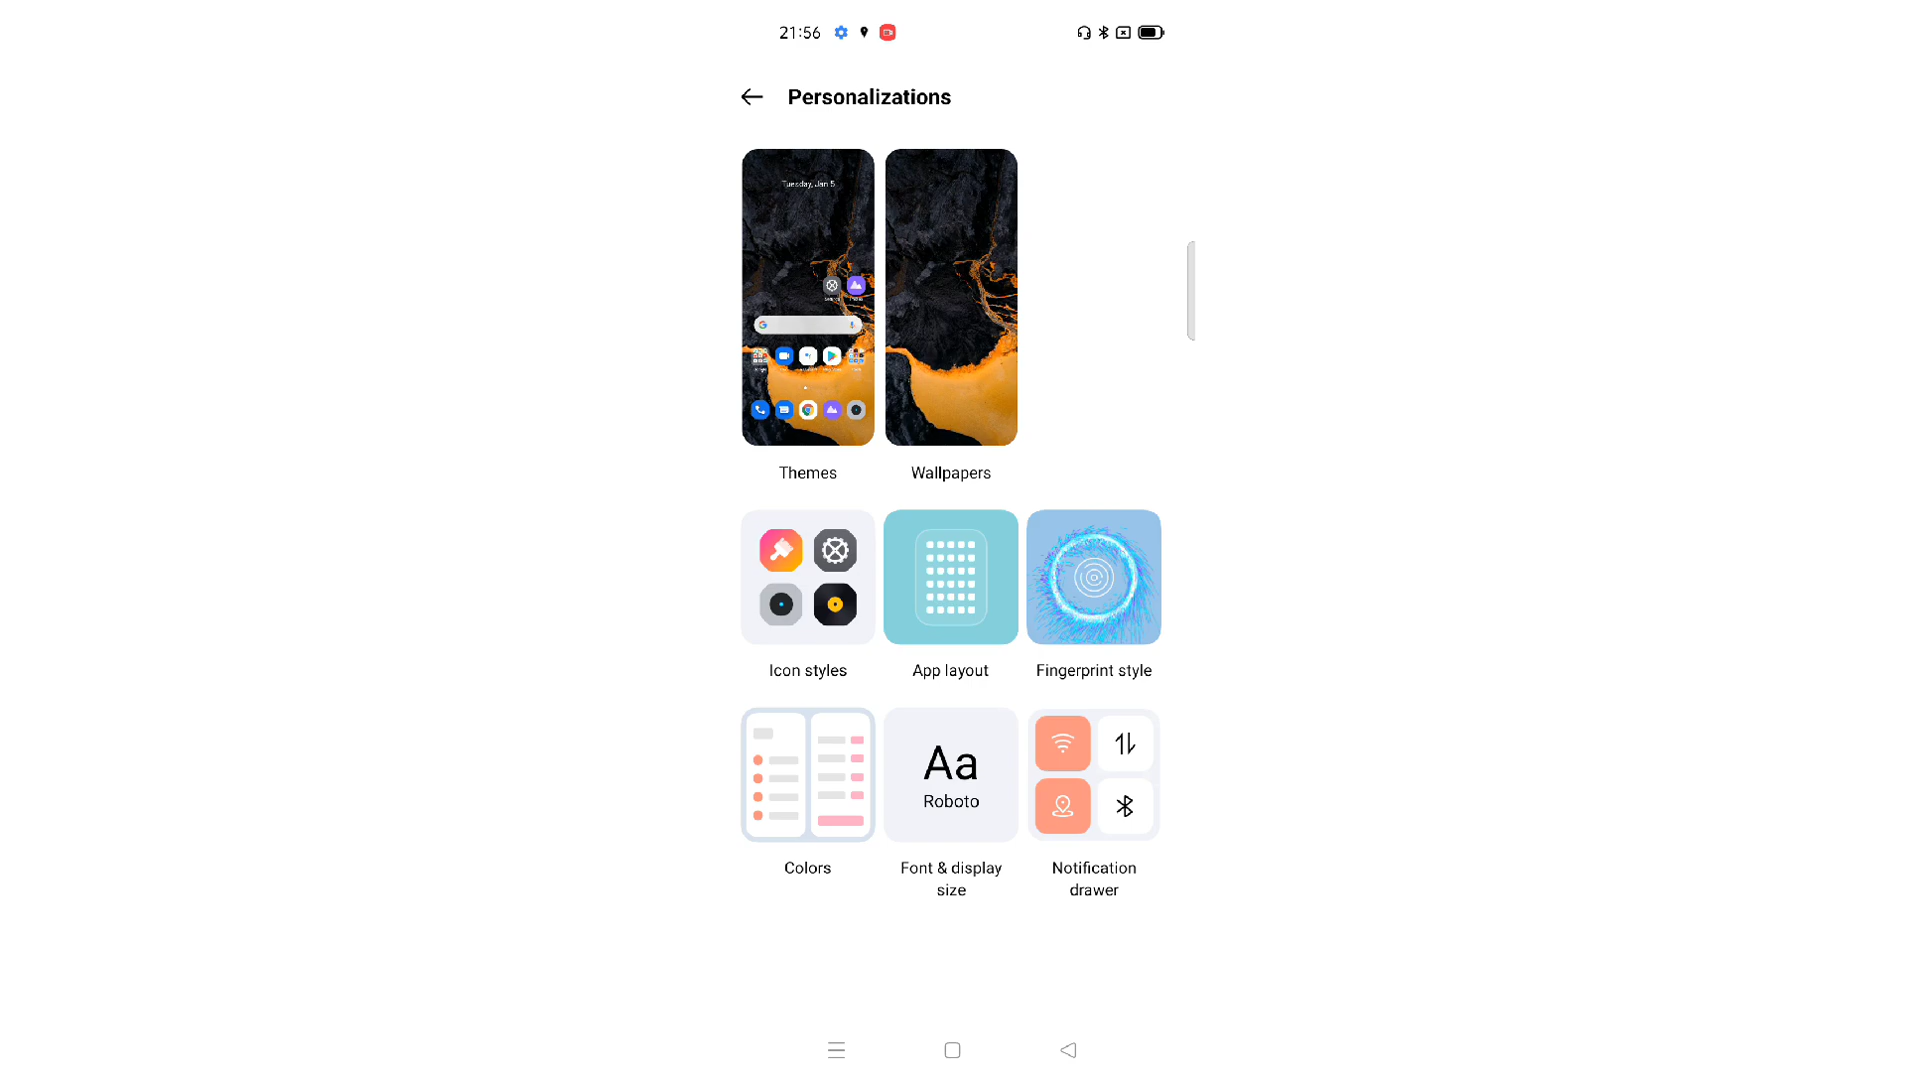 21:56
Personalizations
Tuesday, Jan 5
Themes
Wallpapers
Icon styles
App layout
Fingerprint style
Aa
Roboto
Colors
Font & display
size
Notification
drawer